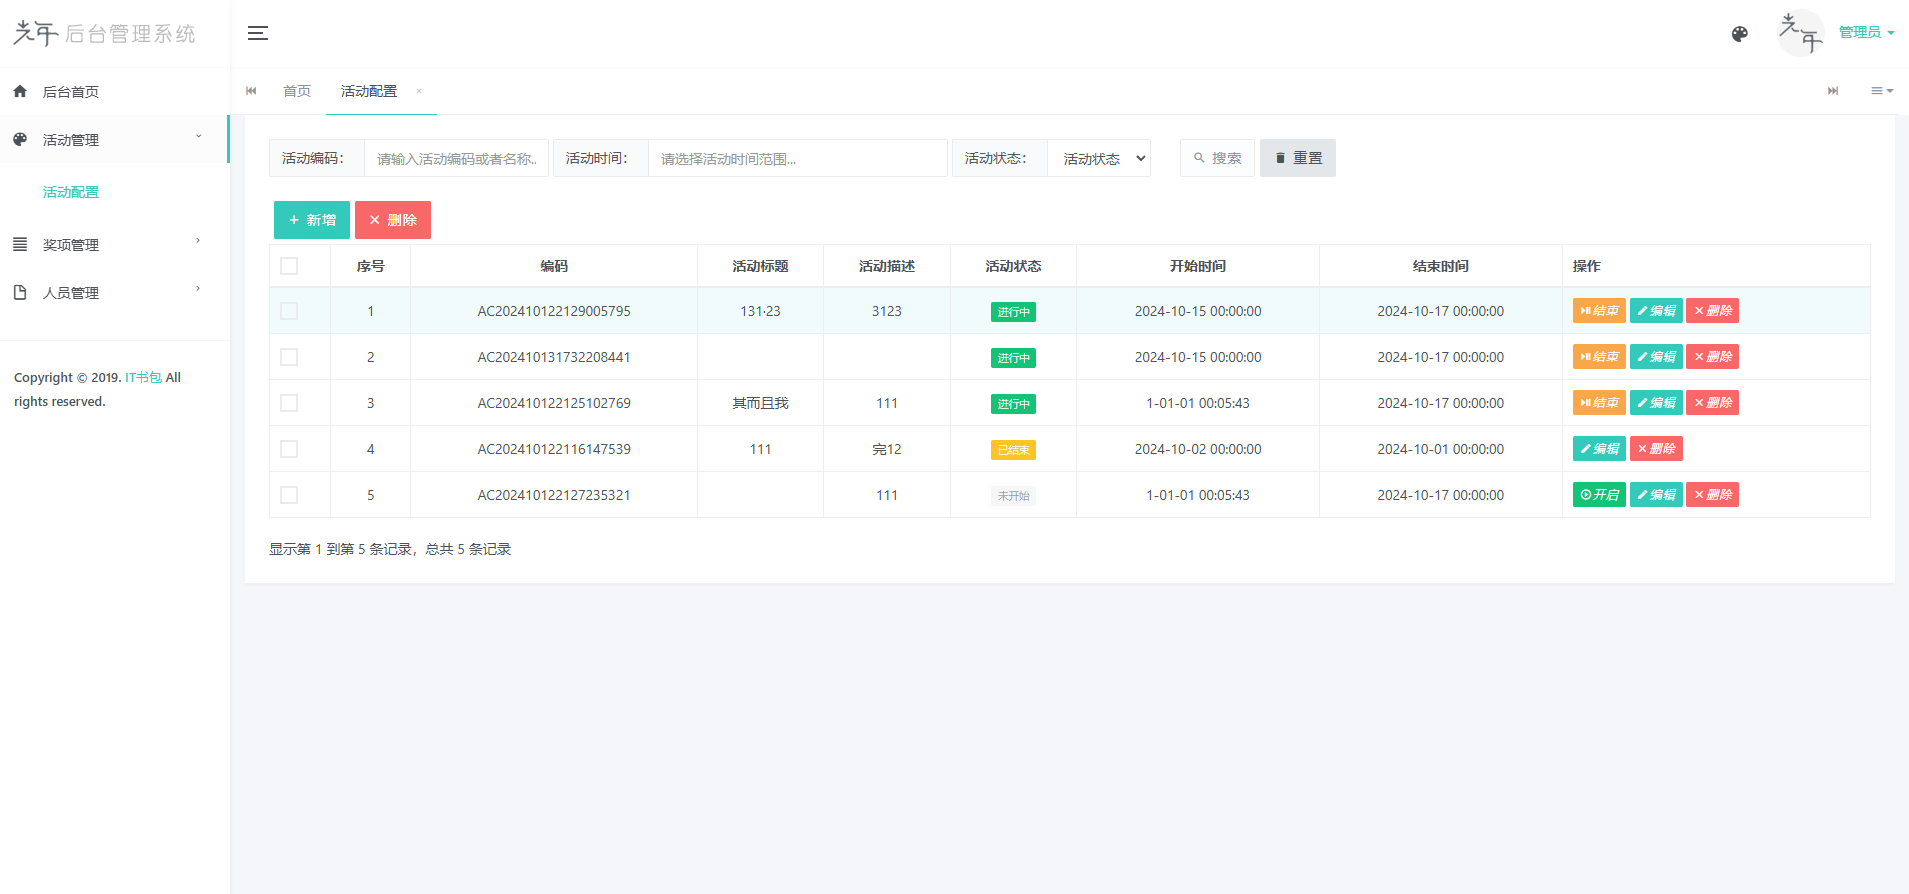 光年 后台管理系统
管理员
后台首页
首页
活动配置 ×
活动管理
活动编码：
请输入活动编码或者名称..
活动时间：
请选择活动时间范围...
活动状态：
活动状态
搜索
重置
活动配置
新增
删除
奖项管理
人员管理
序号 编码 活动标题 活动描述 活动状态 开始时间 结束时间 操作
1 AC202410122129005795 131·23 3123 进行中 2024-10-15 00:00:00 2024-10-17 00:00:00 结束 编辑 删除
2 AC202410131732208441 进行中 2024-10-15 00:00:00 2024-10-17 00:00:00 结束 编辑 删除
3 AC202410122125102769 其而且我 111 进行中 1-01-01 00:05:43 2024-10-17 00:00:00 结束 编辑 删除
4 AC202410122116147539 111 完12 已结束 2024-10-02 00:00:00 2024-10-01 00:00:00 编辑 删除
5 AC202410122127235321 111 未开始 1-01-01 00:05:43 2024-10-17 00:00:00 开启 编辑 删除
显示第 1 到第 5 条记录，总共 5 条记录
Copyright © 2019. IT书包 All
rights reserved.